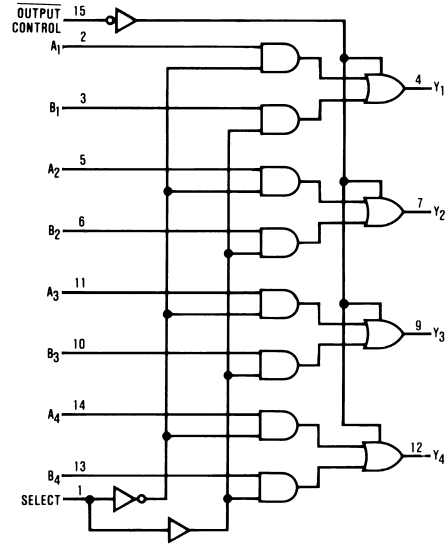 OUTPUT CONTROL 15
A1 2
4 Y1
B1 3
A2 5
7 Y2
B2 6
A3 11
9 Y3
B3 10
A4 14
12 Y4
B4 13
SELECT 1